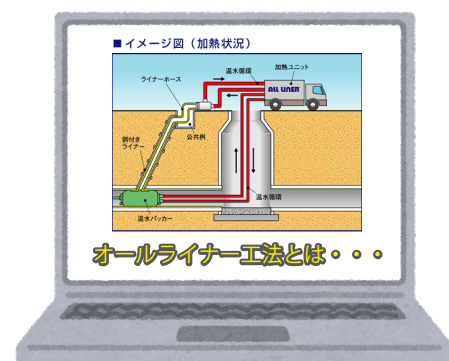 ■イメージ図（加熱状況）
温水循環
加熱ユニット
ライナーホース
ALL LINER
公共桝
鍔付き
ライナー
温水循環
温水パッカー
オールライナー工法とは・・・